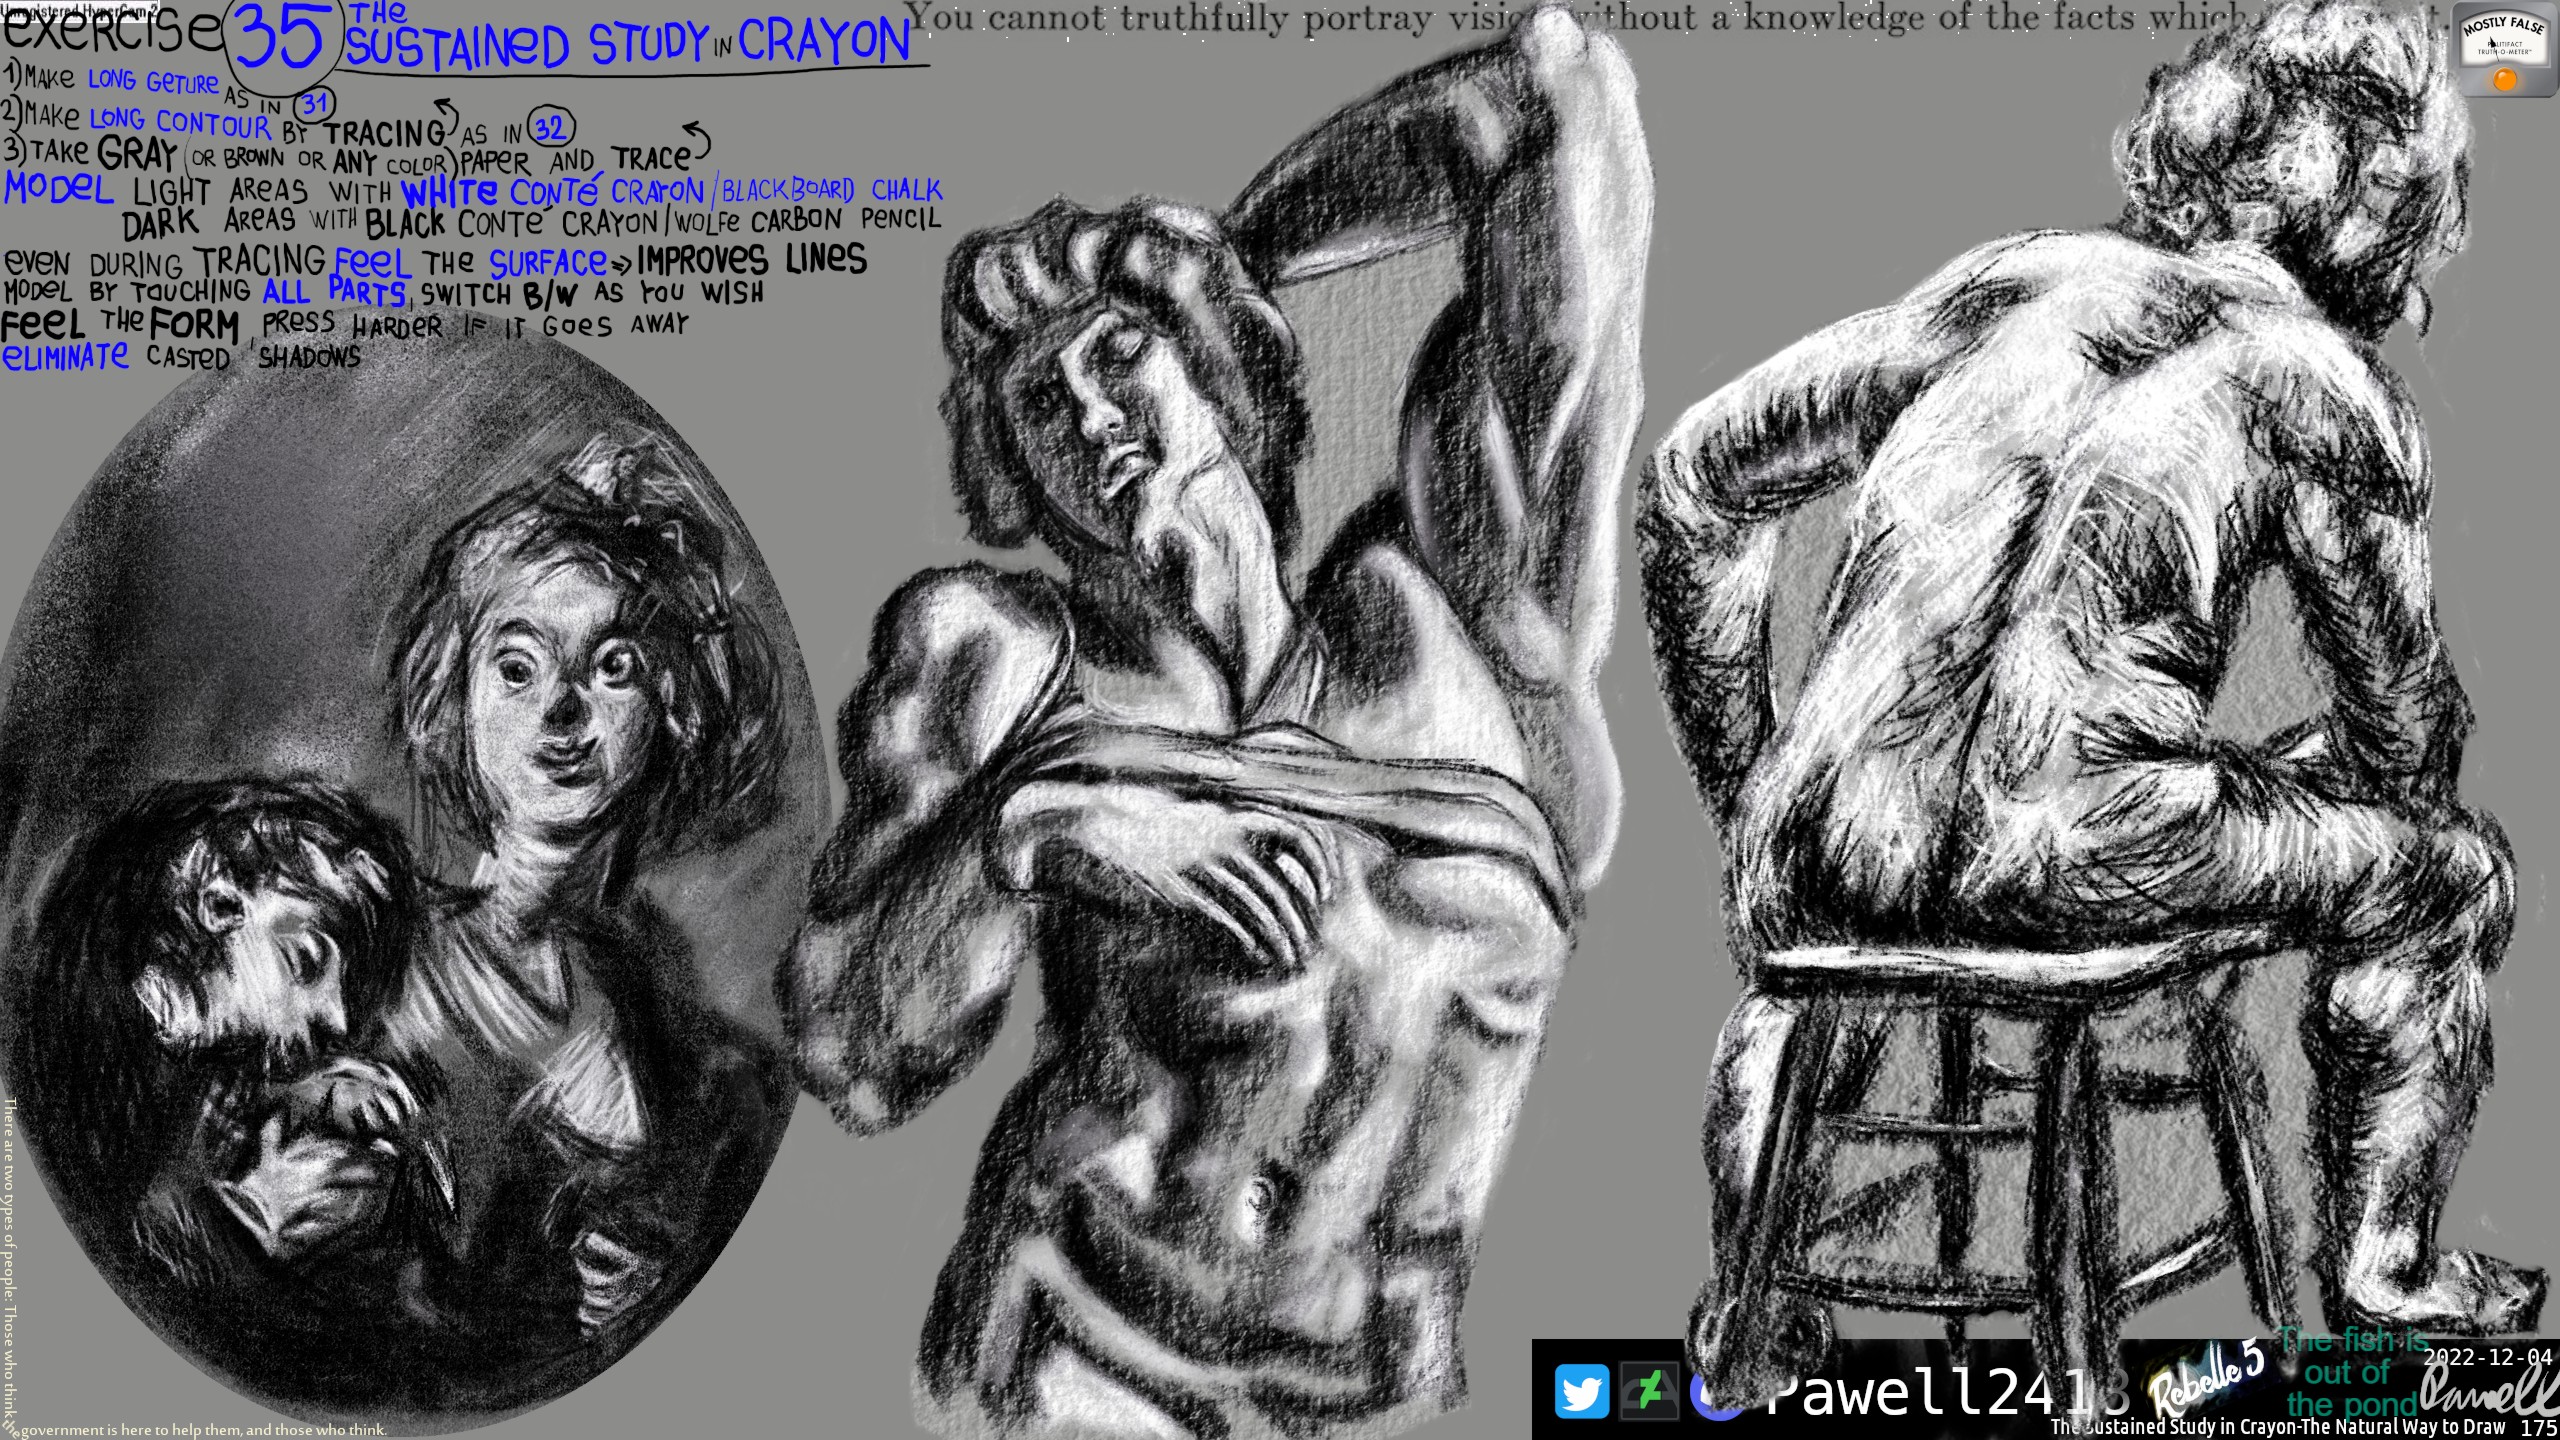 Unregistered HyperCam 2
EXERCISE 35 THE SUSTAINED STUDY IN CRAYON
1) MAKE LONG GETURE AS IN 31
2) MAKE LONG CONTOUR BY TRACING AS IN 32
3) TAKE GRAY (OR BROWN OR ANY COLOR) PAPER AND TRACE
MODEL LIGHT AREAS WITH WHITE CONTÉ CRAYON/BLACKBOARD CHALK
DARK AREAS WITH BLACK CONTÉ CRAYON/WOLFE CARBON PENCIL
EVEN DURING TRACING FEEL THE SURFACE => IMPROVES LINES
MODEL BY TOUCHING ALL PARTS, SWITCH B/W AS YOU WISH
FEEL THE FORM, PRESS HARDER IF IT GOES AWAY
ELIMINATE CASTED SHADOWS
You cannot truthfully portray without a knowledge of the facts which
MOSTLY FALSE
POLITIFACT
TRUTH-O-METER™
There are two types of people: Those who think the government is here to help them, and those who think.
Pawell2413
Rebelle 5
The fish is
out of
the pond
2022-12-04
Pawell
The Sustained Study in Crayon-The Natural Way to Draw 175